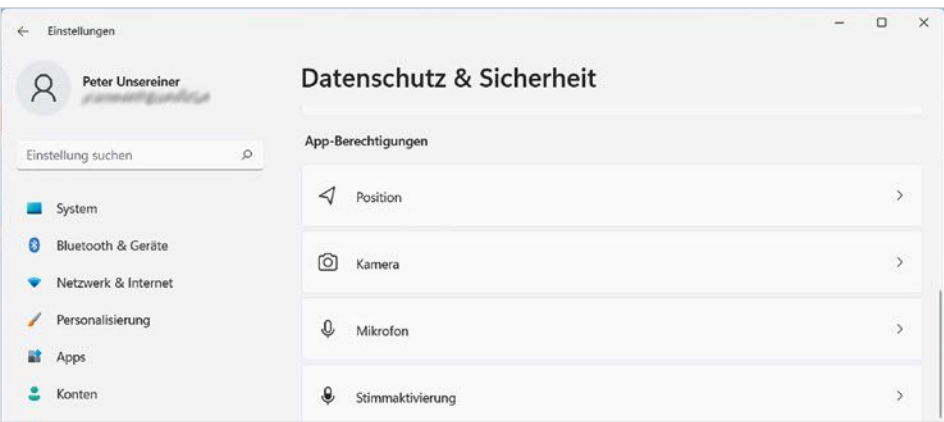 Einstellungen
Peter Unsereiner
Einstellung suchen
System
Bluetooth & Geräte
Netzwerk & Internet
Personalisierung
Apps
Konten
Datenschutz & Sicherheit
App-Berechtigungen
Position
Kamera
Mikrofon
Stimmaktivierung